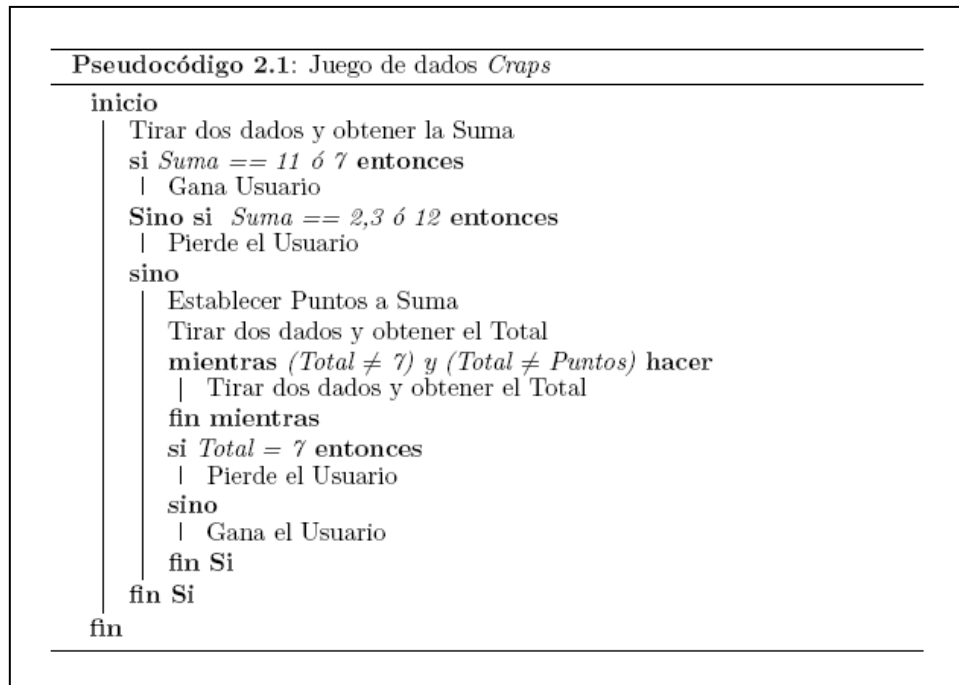 Pseudocódigo 2.1: Juego de dados Craps
inicio
Tirar dos dados y obtener la Suma
si Suma == 11 ó 7 entonces
Gana Usuario
Sino si Suma == 2,3 ó 12 entonces
Pierde el Usuario
sino
Establecer Puntos a Suma
Tirar dos dados y obtener el Total
mientras (Total ≠ 7) y (Total ≠ Puntos) hacer
Tirar dos dados y obtener el Total
fin mientras
si Total = 7 entonces
Pierde el Usuario
sino
Gana el Usuario
fin Si
fin Si
fin